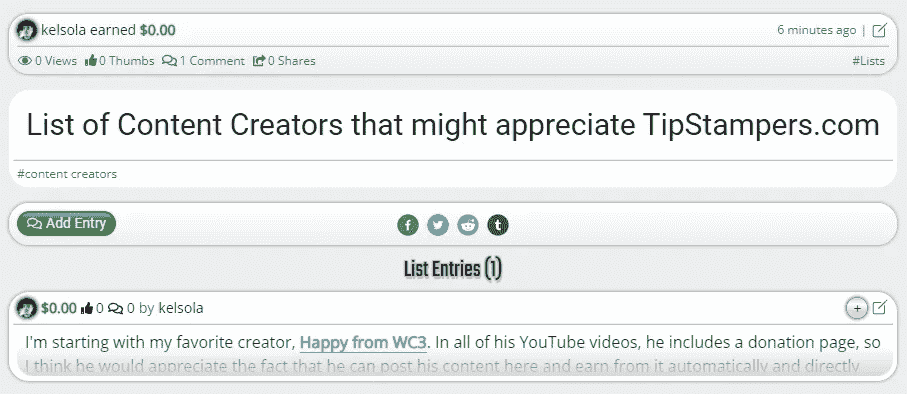 kelsola earned $0.00
6 minutes ago |
0 Views 0 Thumbs 1 Comment 0 Shares
#Lists
List of Content Creators that might appreciate TipStampers.com
#content creators
Add Entry
List Entries (1)
$0.00 0 0 by kelsola
I'm starting with my favorite creator, Happy from WC3. In all of his YouTube videos, he includes a donation page, so
I think he would appreciate the fact that he can post his content here and earn from it automatically and directly